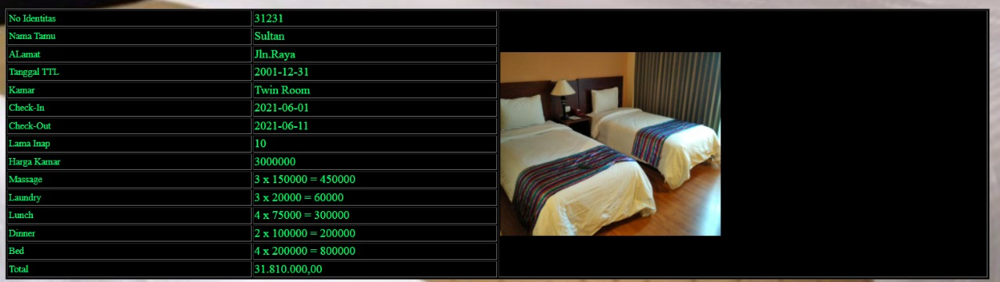 No Identitas 31231
Nama Tamu Sultan
ALamat Jln.Raya
Tanggal TTL 2001-12-31
Kamar Twin Room
Check-In 2021-06-01
Check-Out 2021-06-11
Lama Inap 10
Harga Kamar 3000000
Massage 3 x 150000 = 450000
Laundry 3 x 20000 = 60000
Lunch 4 x 75000 = 300000
Dinner 2 x 100000 = 200000
Bed 4 x 200000 = 800000
Total 31.810.000,00